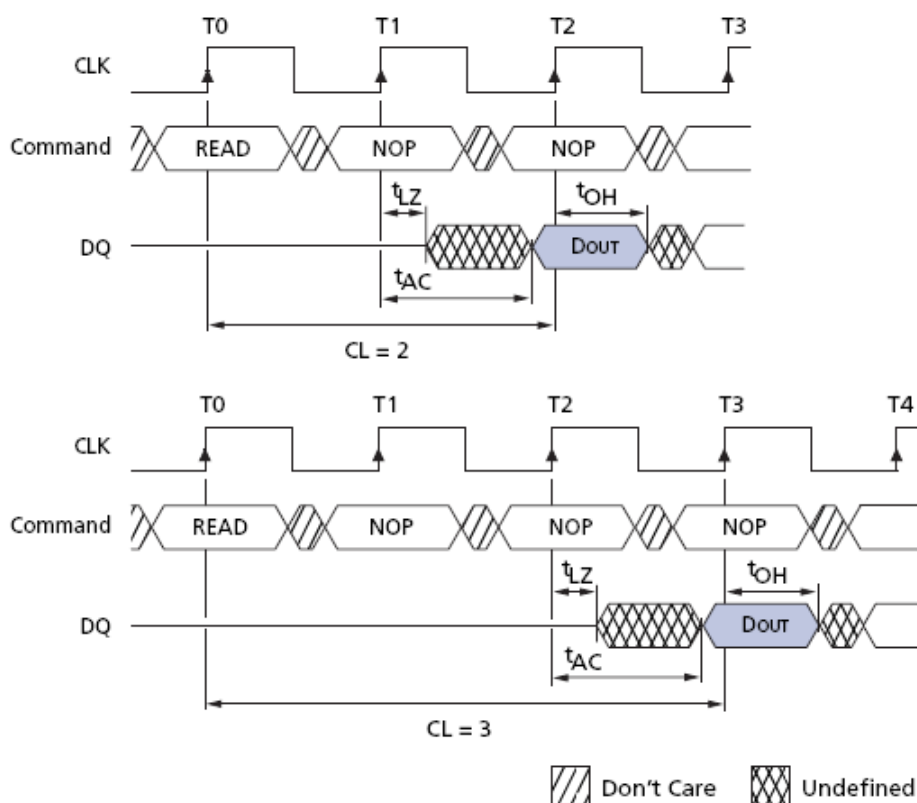 T0 T1 T2 T3
CLK
Command READ NOP NOP
tLZ tOH
DQ DOUT
tAC
CL = 2
T0 T1 T2 T3 T4
CLK
Command READ NOP NOP NOP
tLZ tOH
DQ DOUT
tAC
CL = 3
Don't Care Undefined